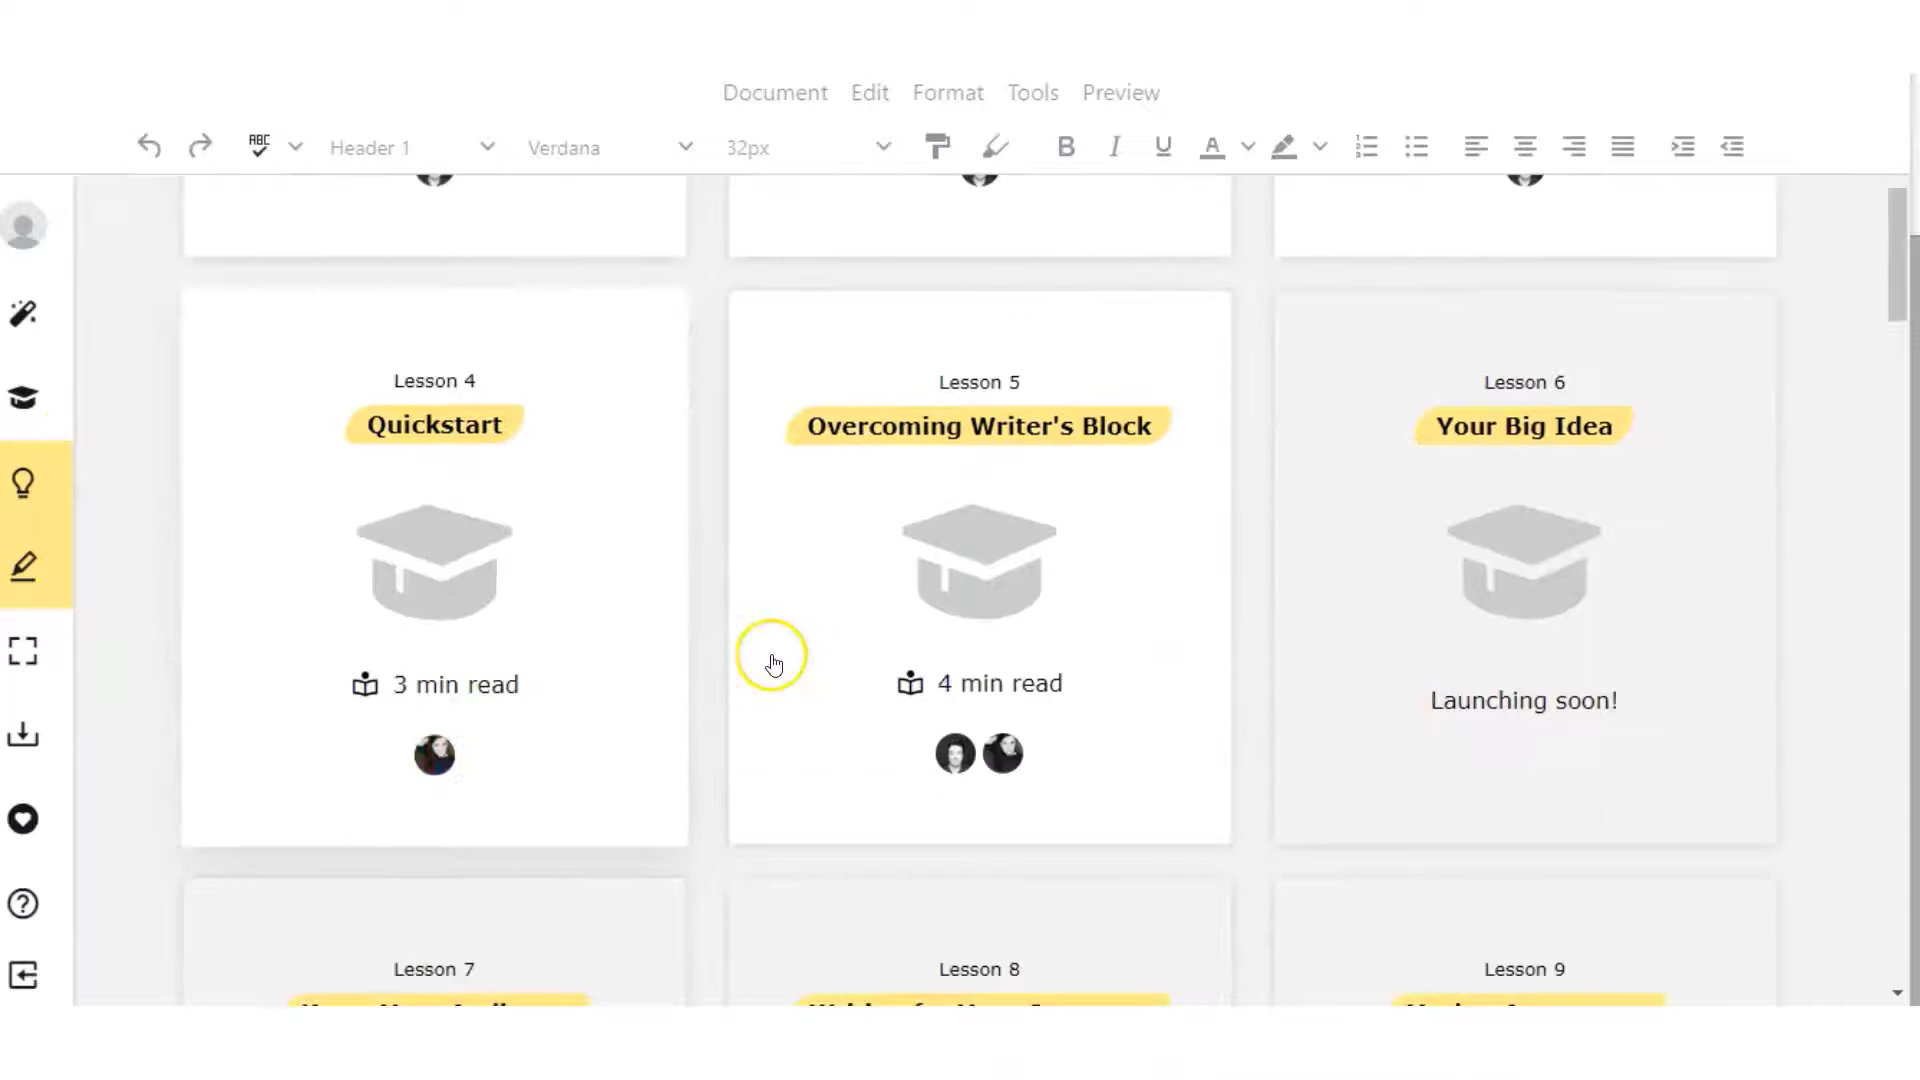 Document Edit Format Tools Preview
ABC Header 1 Verdana 32px B I U A
Lesson 4 Lesson 5 Lesson 6
Quickstart Overcoming Writer's Block Your Big Idea
3 min read 4 min read Launching soon!
Lesson 7 Lesson 8 Lesson 9